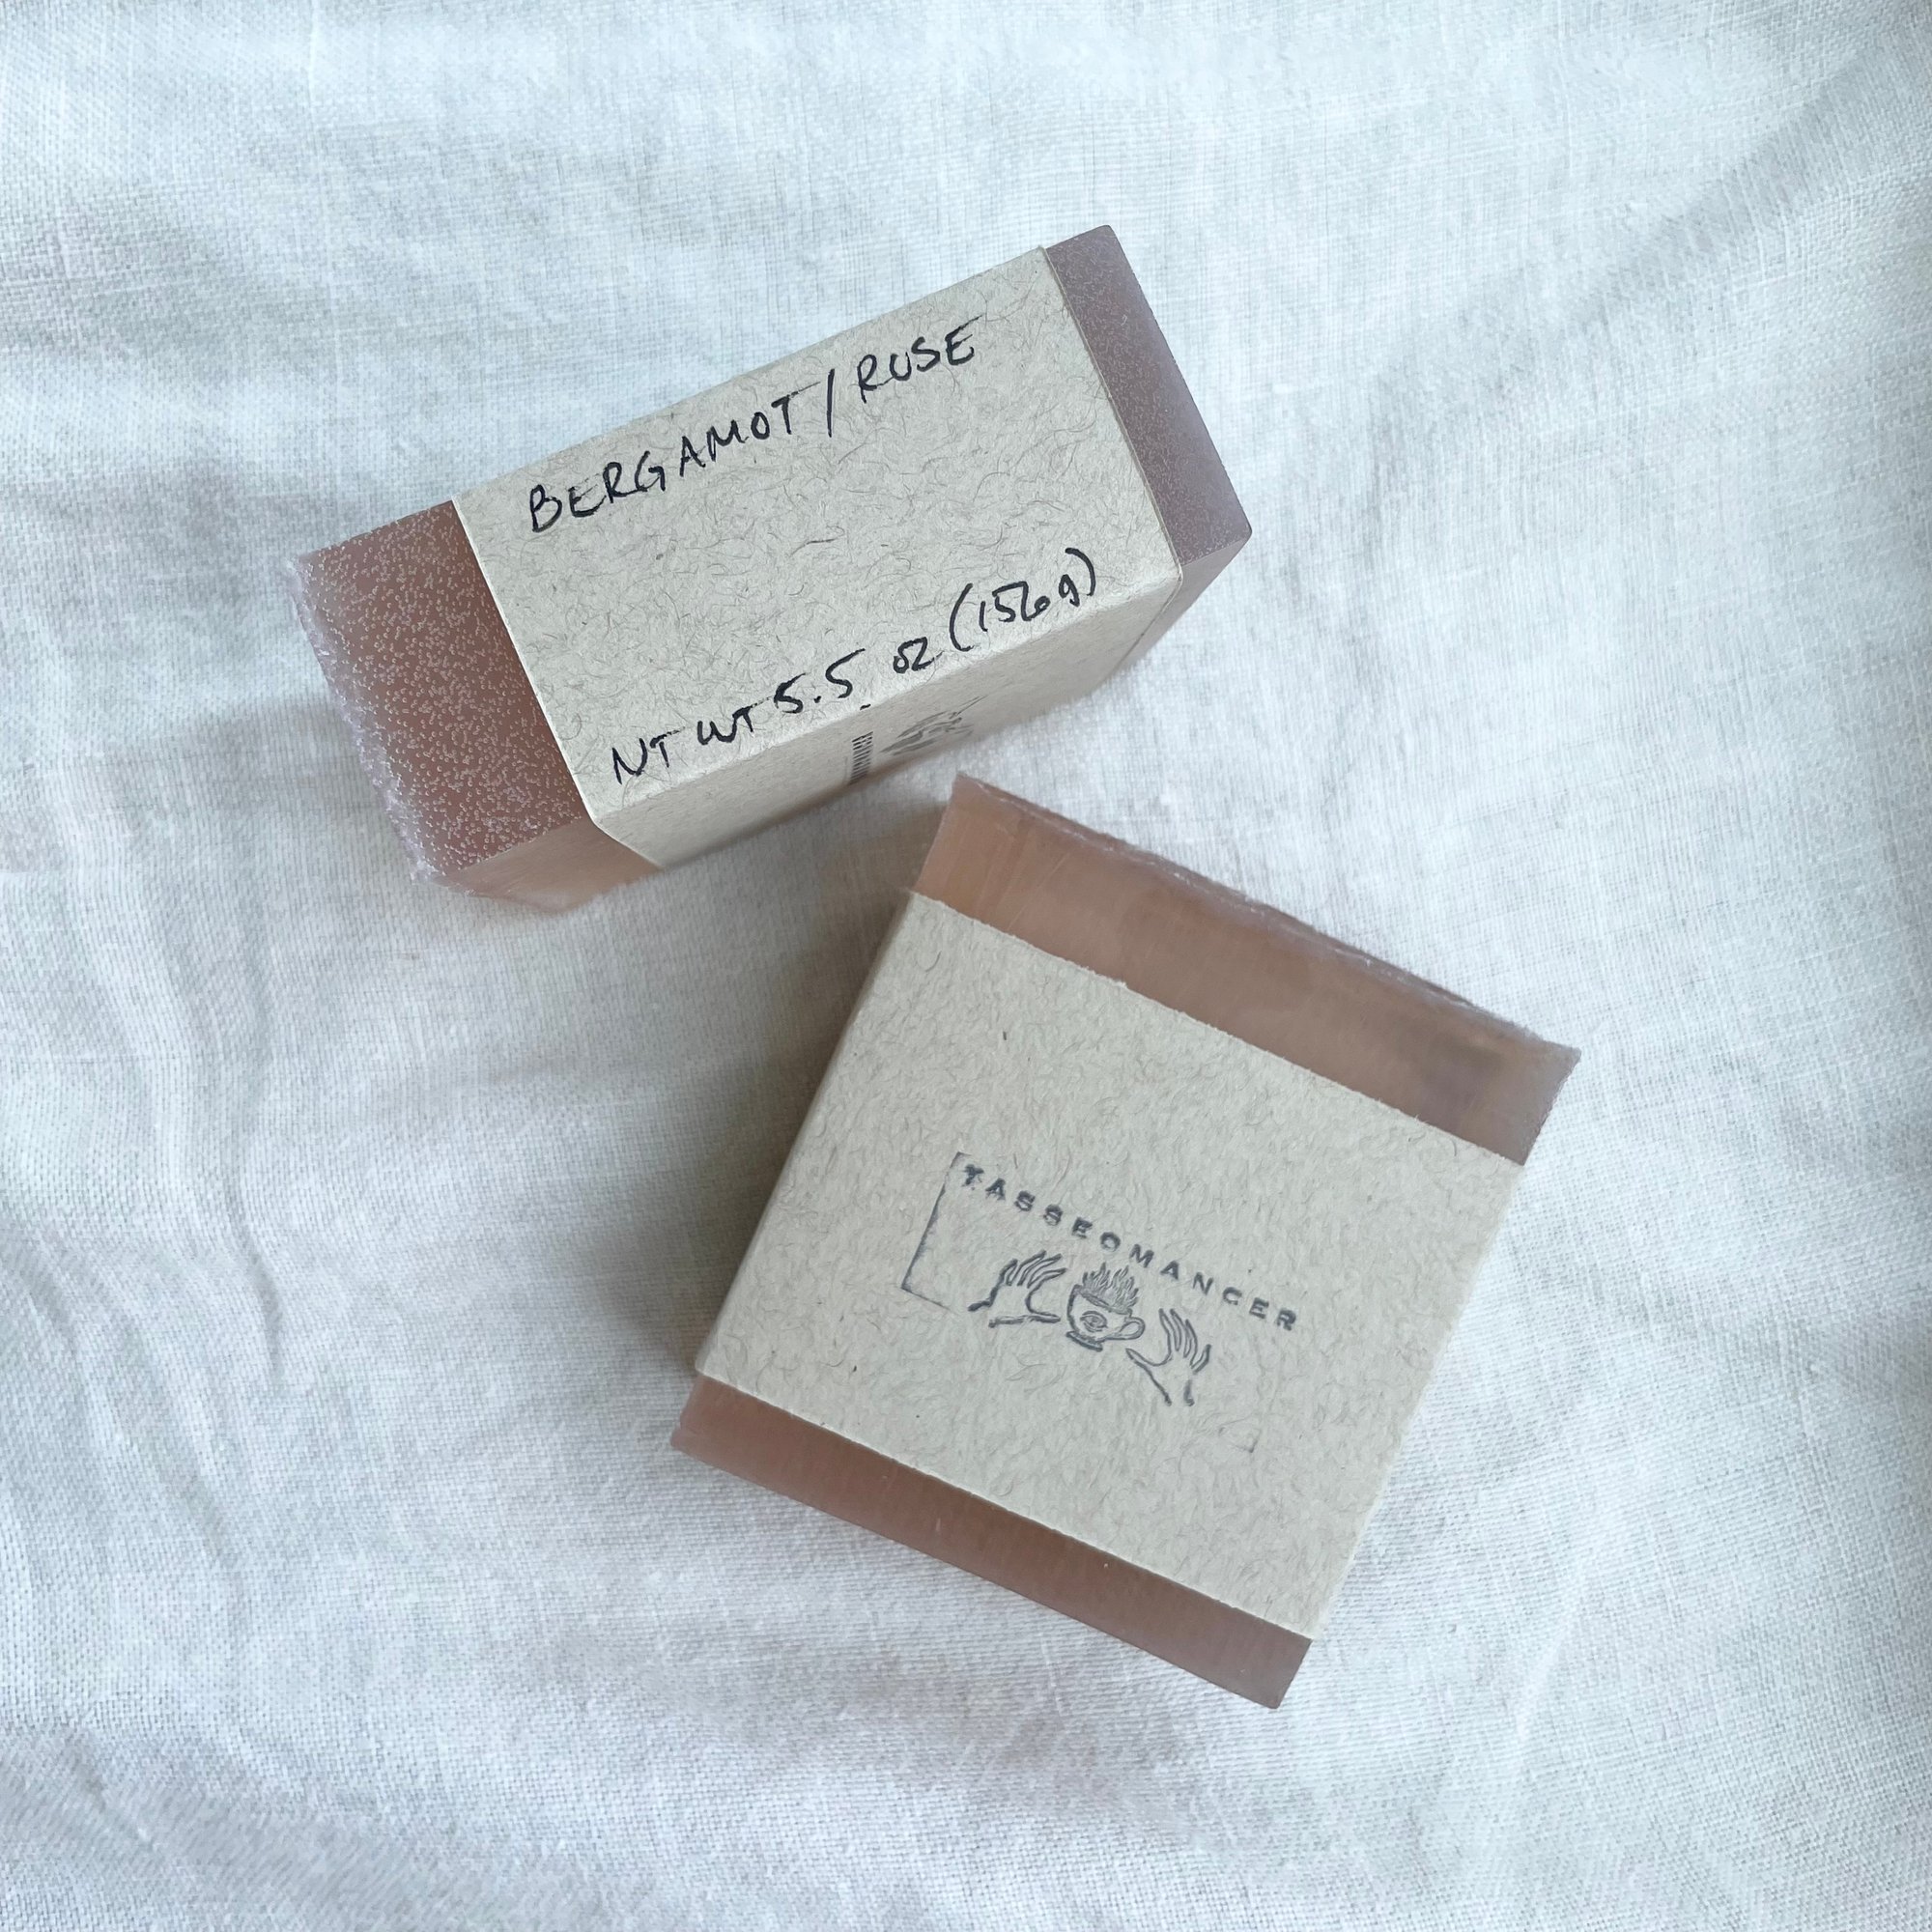 BERGAMOT / ROSE
NT WT 5.5 oz (156g)
TASSEOMANCER